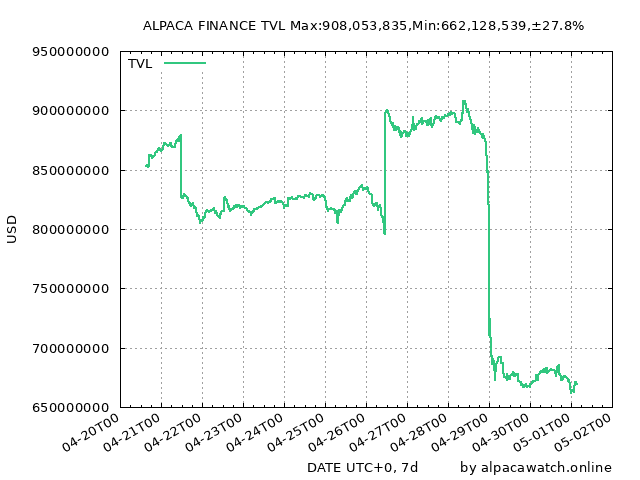 ALPACA FINANCE TVL Max:908,053,835,Min:662,128,539,±27.8%
950000000
TVL
900000000
850000000
800000000
750000000
700000000
650000000
USD
04-20T00
04-21T00
04-22T00
04-23T00
04-24T00
04-25T00
04-26T00
04-27T00
04-28T00
04-29T00
04-30T00
05-01T00
05-02T00
DATE UTC+0, 7d
by alpacawatch.online